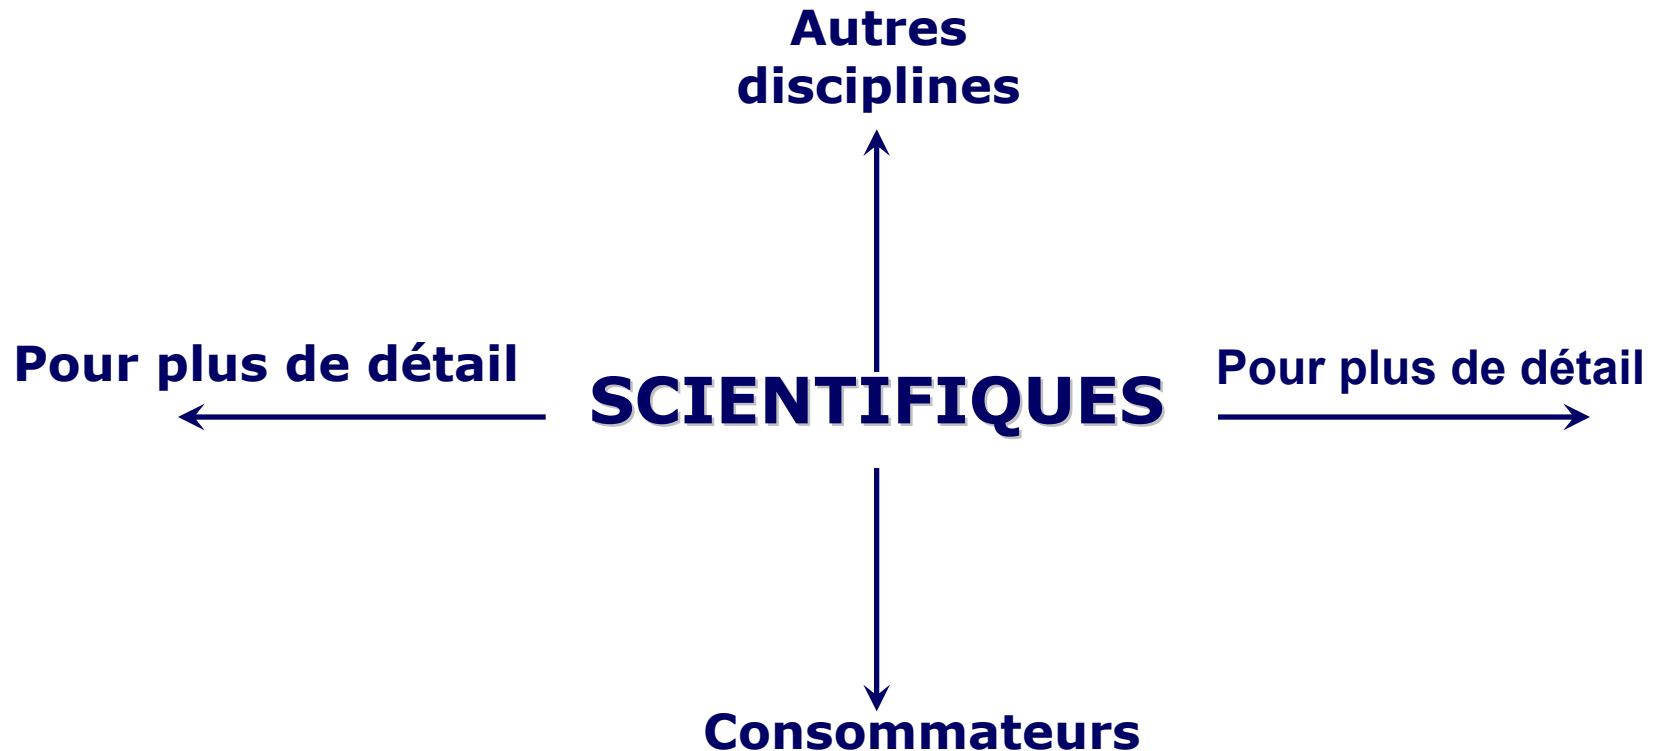 Autres
disciplines
Pour plus de détail
Pour plus de détail
SCIENTIFIQUES
Consommateurs